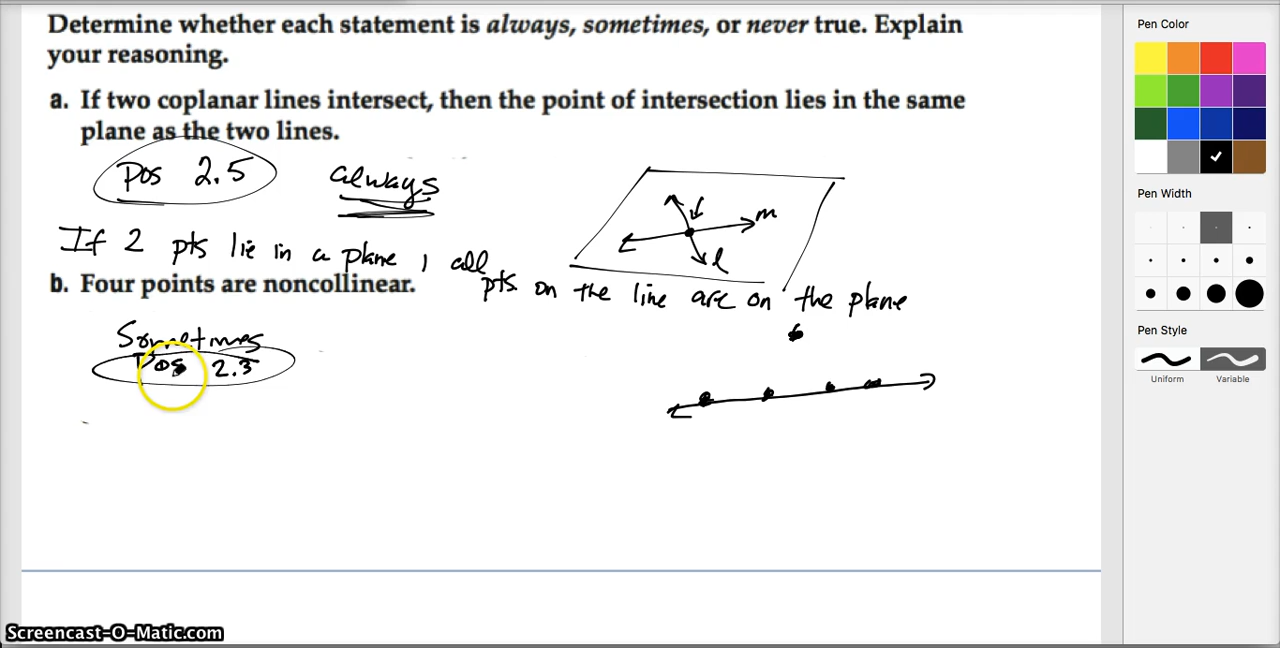 Determine whether each statement is always, sometimes, or never true. Explain
your reasoning.
a. If two coplanar lines intersect, then the point of intersection lies in the same
plane as the two lines.
Pos 2.5 always
m
l
If 2 pts lie in a plane, all
pts on the line are on the plane
b. Four points are noncollinear.
Sometimes
Pos 2.3
Pen Color
Pen Width
Pen Style
Uniform Variable
Screencast-O-Matic.com